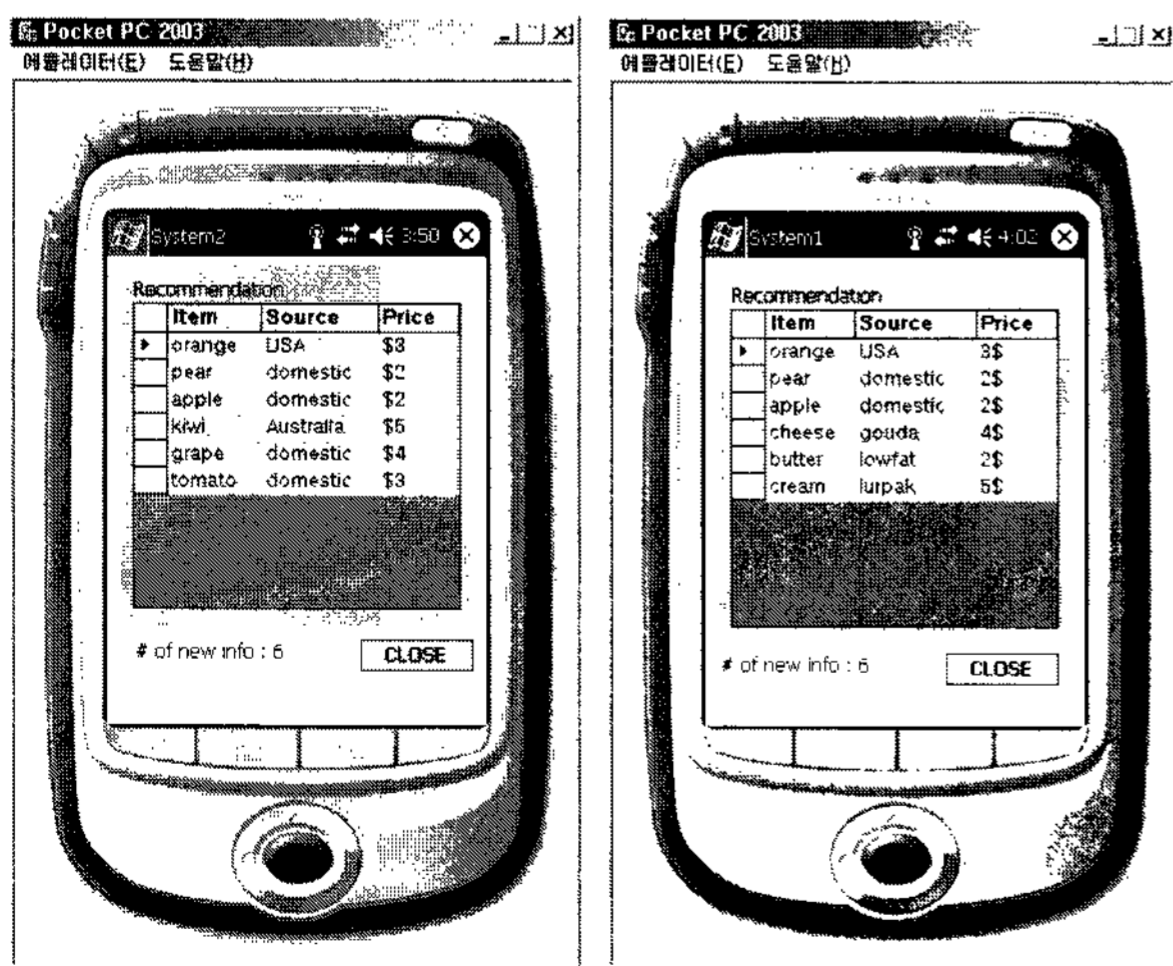 Pocket PC 2003
에뮬레이터(E) 도움말(H)
System2 3:50
Recommendation
Item Source Price
orange USA $3
pear domestic $2
apple domestic $2
kiwi Australia $5
grape domestic $4
tomato domestic $3
# of new info : 6
CLOSE
Pocket PC 2003
에뮬레이터(E) 도움말(H)
System1 4:02
Recommendation
Item Source Price
orange USA 3$
pear domestic 2$
apple domestic 2$
cheese gouda 4$
butter lowfat 2$
cream lurpak 5$
# of new info : 6
CLOSE